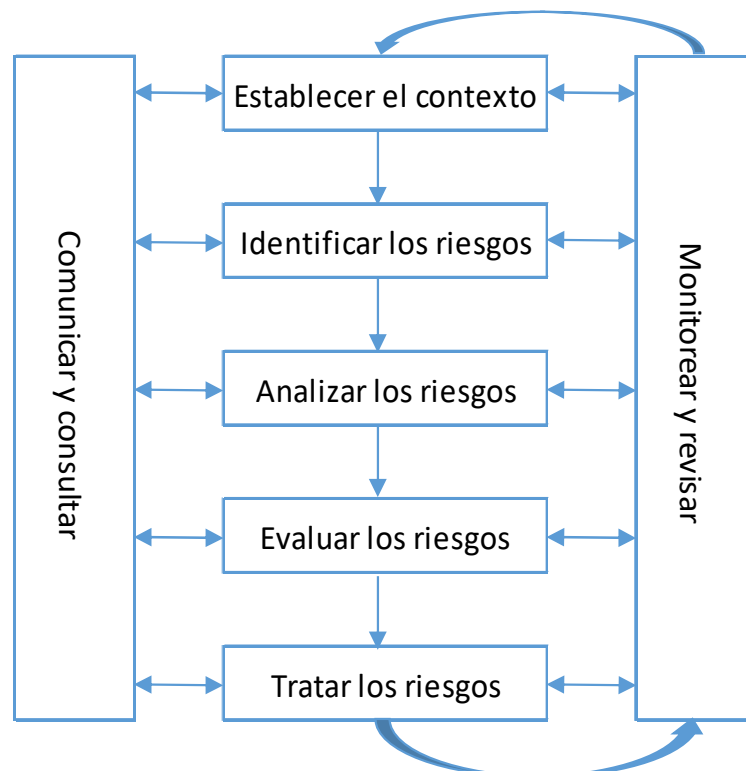 Establecer el contexto
Comunicar y consultar
Identificar los riesgos
Monitorear y revisar
Analizar los riesgos
Evaluar los riesgos
Tratar los riesgos